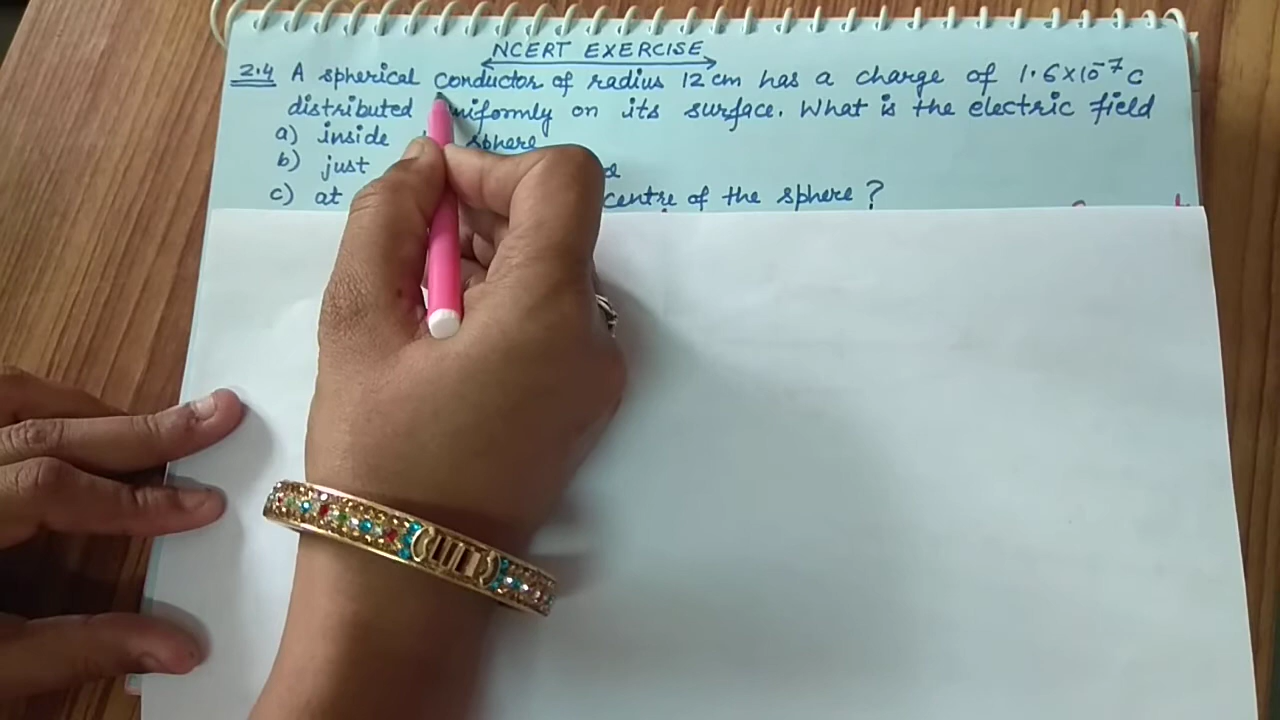 NCERT EXERCISE
2.4 A spherical conductor of radius 12 cm has a charge of 1.6×10⁻⁷ C
distributed uniformly on its surface. What is the electric field
a) inside sphere
b) just
c) at centre of the sphere ?